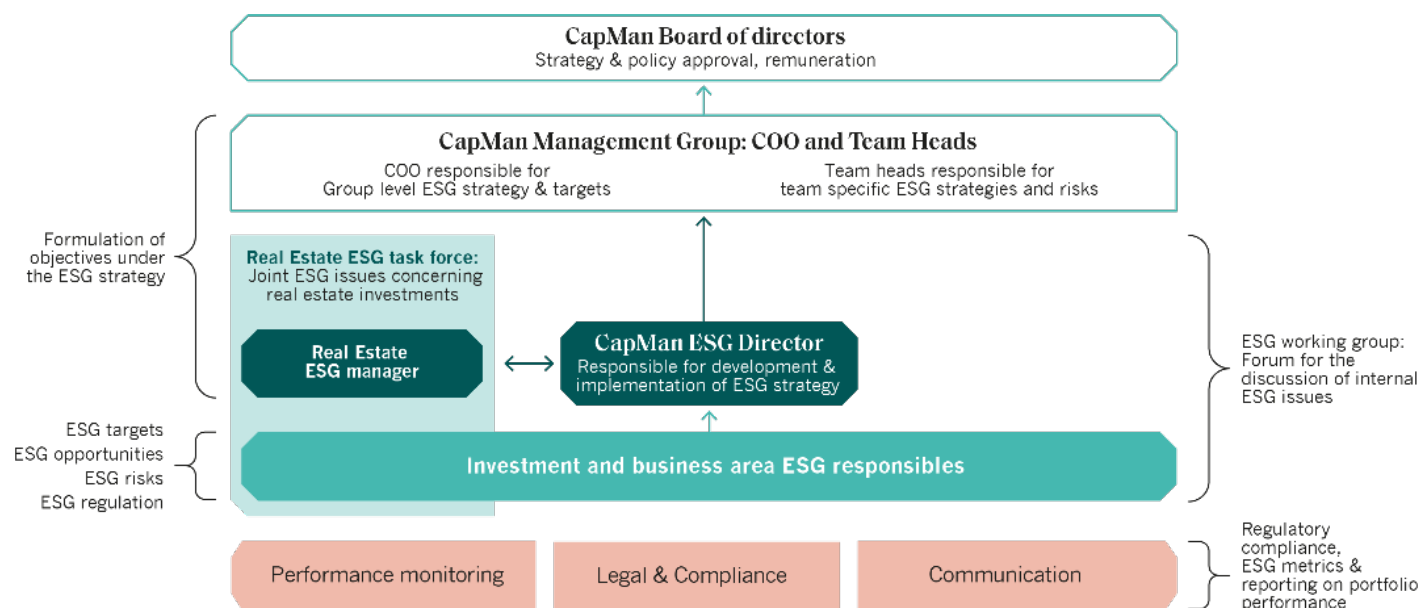 CapMan Board of directors
Strategy & policy approval, remuneration
CapMan Management Group: COO and Team Heads
COO responsible for
Group level ESG strategy & targets
Team heads responsible for
team specific ESG strategies and risks
Formulation of
objectives under
the ESG strategy
Real Estate ESG task force:
Joint ESG issues concerning
real estate investments
Real Estate
ESG manager
CapMan ESG Director
Responsible for development &
implementation of ESG strategy
ESG working group:
Forum for the
discussion of internal
ESG issues
ESG targets
ESG opportunities
ESG risks
ESG regulation
Investment and business area ESG responsibles
Performance monitoring
Legal & Compliance
Communication
Regulatory
compliance,
ESG metrics &
reporting on portfolio
performance